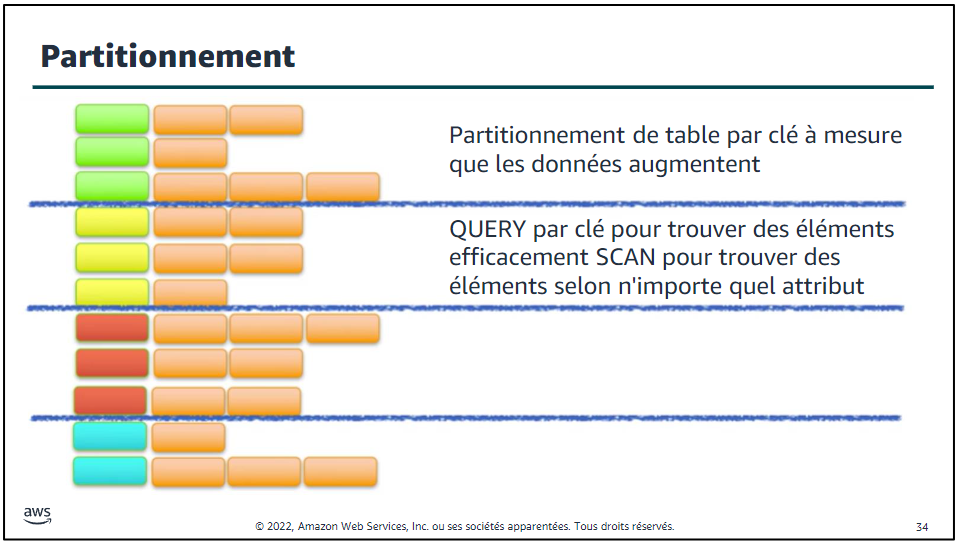 Partitionnement
Partitionnement de table par clé à mesure
que les données augmentent
QUERY par clé pour trouver des éléments
efficacement SCAN pour trouver des
éléments selon n'importe quel attribut
aws
© 2022, Amazon Web Services, Inc. ou ses sociétés apparentées. Tous droits réservés.
34